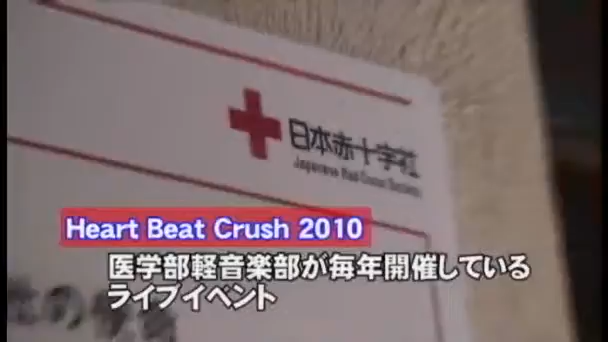 日本赤十字社
Japanese Red Cross Society
Heart Beat Crush 2010
医学部軽音楽部が毎年開催している
ライブイベント